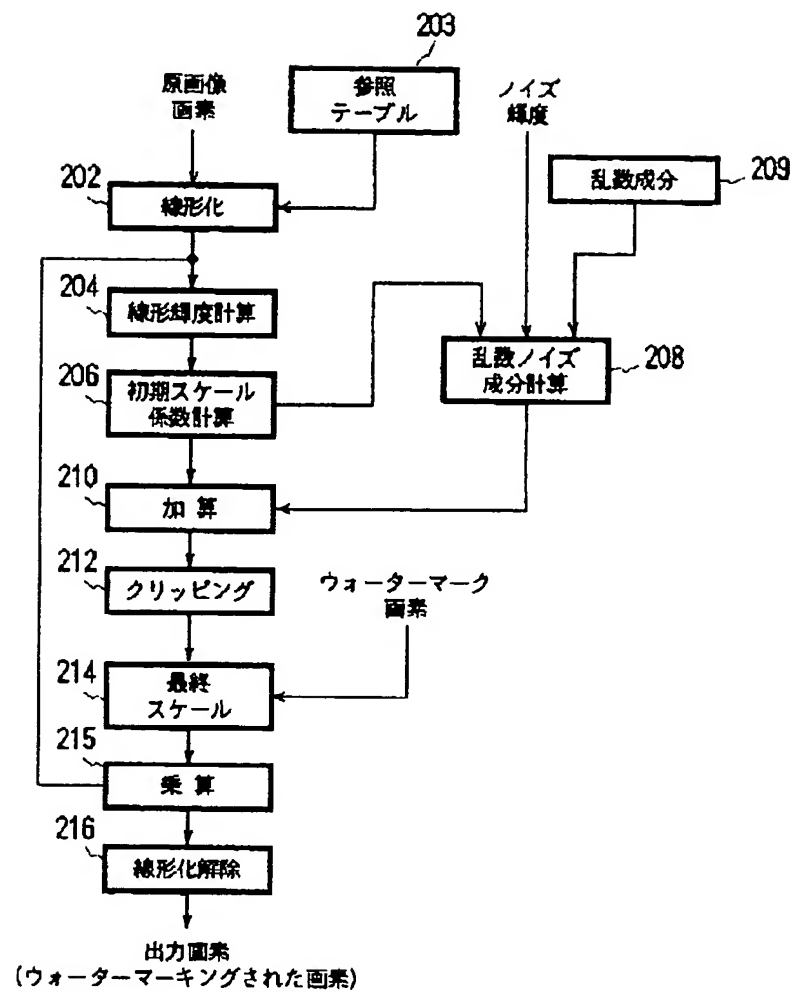 203
原画像
画素
参照
テーブル
ノイズ
輝度
202
線形化
乱数成分
209
204
線形輝度計算
乱数ノイズ
成分計算
208
206
初期スケール
係数計算
210
加 算
212
クリッピング
ウォーターマーク
画素
214
最終
スケール
215
乗 算
216
線形化解除
出力画素
(ウォーターマーキングされた画素)